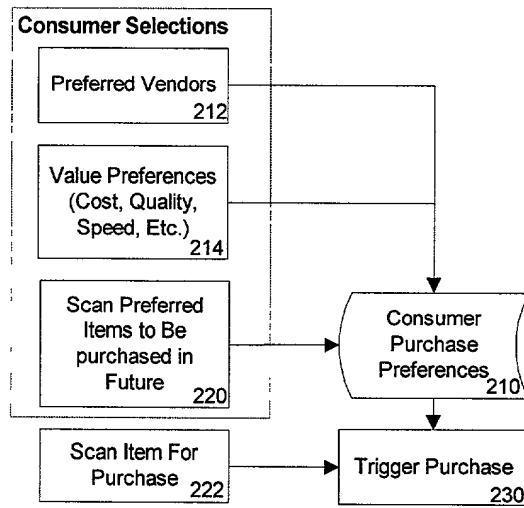 Consumer Selections
Preferred Vendors
212
Value Preferences
(Cost, Quality,
Speed, Etc.)
214
Scan Preferred
Items to Be
purchased in
Future
220
Consumer
Purchase
Preferences
210
Scan Item For
Purchase
222
Trigger Purchase
230